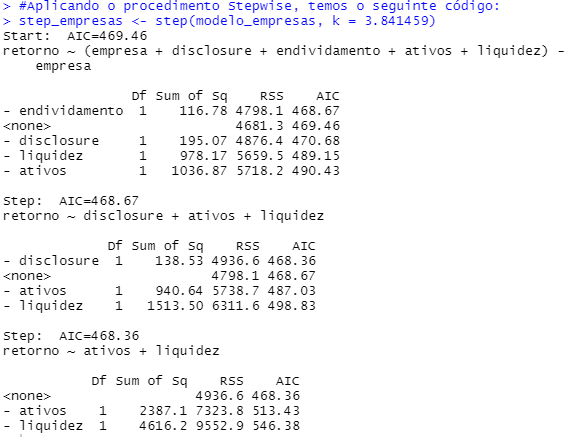 > #Aplicando o procedimento Stepwise, temos o seguinte código:
> step_empresas <- step(modelo_empresas, k = 3.841459)
Start:  AIC=469.46
retorno ~ (empresa + disclosure + endividamento + ativos + liquidez) -
    empresa

                Df Sum of Sq    RSS    AIC
- endividamento  1    116.78 4798.1 468.67
<none>                       4681.3 469.46
- disclosure     1    195.07 4876.4 470.68
- liquidez       1    978.17 5659.5 489.15
- ativos         1   1036.87 5718.2 490.43

Step:  AIC=468.67
retorno ~ disclosure + ativos + liquidez

             Df Sum of Sq    RSS    AIC
- disclosure  1    138.53 4936.6 468.36
<none>                    4798.1 468.67
- ativos      1    940.64 5738.7 487.03
- liquidez    1   1513.50 6311.6 498.83

Step:  AIC=468.36
retorno ~ ativos + liquidez

           Df Sum of Sq    RSS    AIC
<none>                  4936.6 468.36
- ativos    1    2387.1 7323.8 513.43
- liquidez  1    4616.2 9552.9 546.38